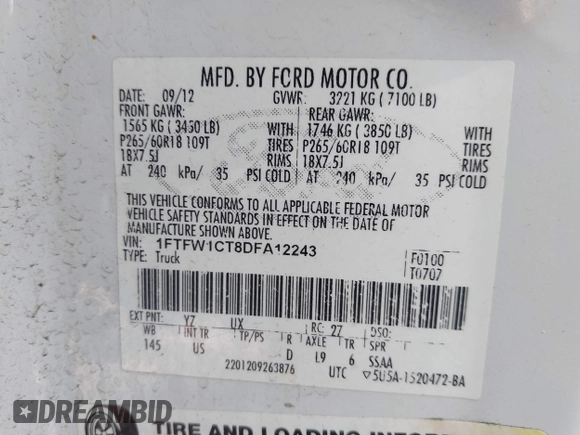 MFD. BY FORD MOTOR CO.
DATE: 09/12 GVWR: 3221 KG ( 7100 LB)
FRONT GAWR: REAR GAWR:
1565 KG ( 3450 LB) WITH 1746 KG ( 3850 LB) WITH
P265/60R18 109T TIRES P265/60R18 109T TIRES
18X7.5J RIMS 18X7.5J RIMS
AT 240 kPa/ 35 PSI COLD AT 240 kPa/ 35 PSI COLD
THIS VEHICLE CONFORMS TO ALL APPLICABLE FEDERAL MOTOR
VEHICLE SAFETY STANDARDS IN EFFECT ON THE DATE OF
MANUFACTURE SHOWN ABOVE.
VIN: 1FTFW1CT8DFA12243 F0100
TYPE: Truck T0707
EXT PNT: YZ UX RC: 27 DSO:
WB INT TR TP/PS R AXLE TR SPR
145 US D L9 6 SSAA
2201209263876 UTC ▽5U5A-1520472-BA
DREAMBID
TIRE AND LOADING